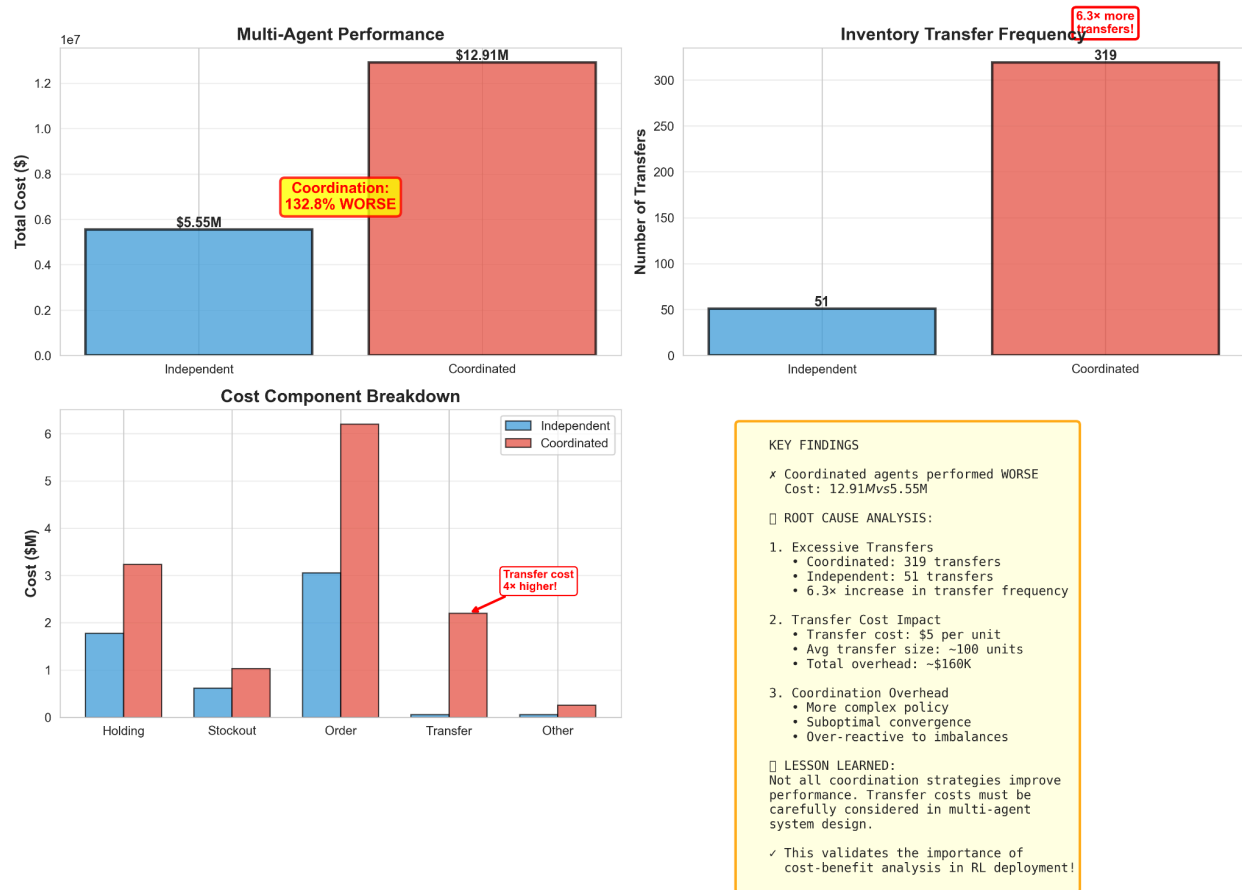 Multi-Agent Performance
1e7
Total Cost ($)
1.2
1.0
0.8
0.6
0.4
0.2
0.0
$5.55M
$12.91M
Coordination:
132.8% WORSE
Independent
Coordinated
Inventory Transfer Frequency
6.3× more
transfers!
Number of Transfers
300
250
200
150
100
50
0
51
319
Independent
Coordinated
Cost Component Breakdown
Cost ($M)
6
5
4
3
2
1
0
Independent
Coordinated
Transfer cost
4× higher!
Holding
Stockout
Order
Transfer
Other
KEY FINDINGS
✗ Coordinated agents performed WORSE
Cost: 12.91Mvs5.55M
ROOT CAUSE ANALYSIS:
1. Excessive Transfers
• Coordinated: 319 transfers
• Independent: 51 transfers
• 6.3× increase in transfer frequency
2. Transfer Cost Impact
• Transfer cost: $5 per unit
• Avg transfer size: ~100 units
• Total overhead: ~$160K
3. Coordination Overhead
• More complex policy
• Suboptimal convergence
• Over-reactive to imbalances
LESSON LEARNED:
Not all coordination strategies improve
performance. Transfer costs must be
carefully considered in multi-agent
system design.
✓ This validates the importance of
cost-benefit analysis in RL deployment!